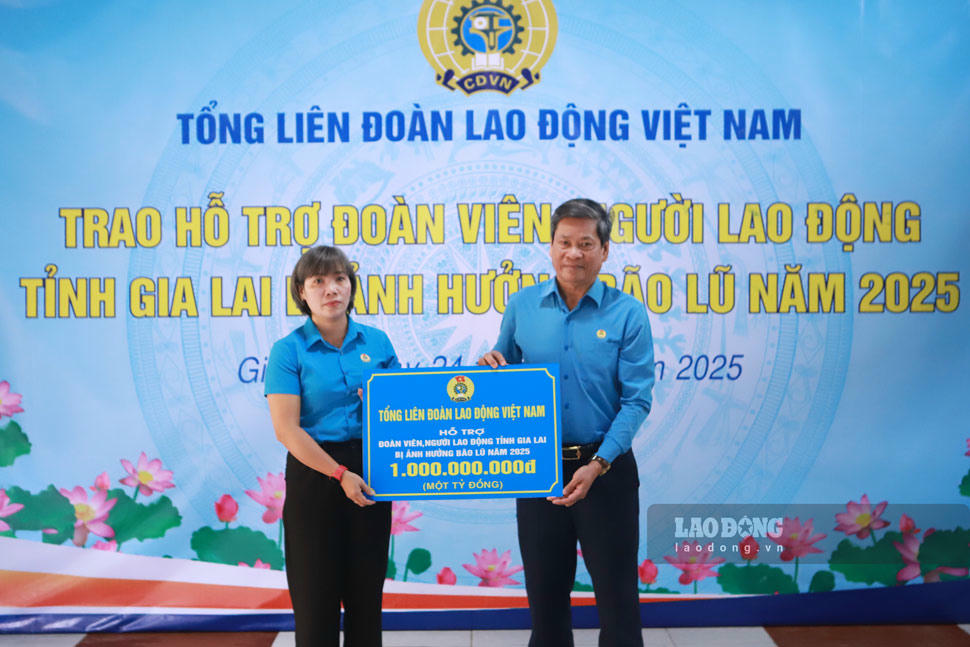 CĐVN
TỔNG LIÊN ĐOÀN LAO ĐỘNG VIỆT NAM
TRAO HỖ TRỢ ĐOÀN VIÊN, NGƯỜI LAO ĐỘNG
TỈNH GIA LAI BỊ ẢNH HƯỞNG BÃO LŨ NĂM 2025
24 2025
TỔNG LIÊN ĐOÀN LAO ĐỘNG VIỆT NAM
HỖ TRỢ
ĐOÀN VIÊN,NGƯỜI LAO ĐỘNG TỈNH GIA LAI
BỊ ẢNH HƯỞNG BÃO LŨ NĂM 2025
1.000.000.000đ
(MỘT TỶ ĐỒNG)
LAO ĐỘNG
laodong.vn